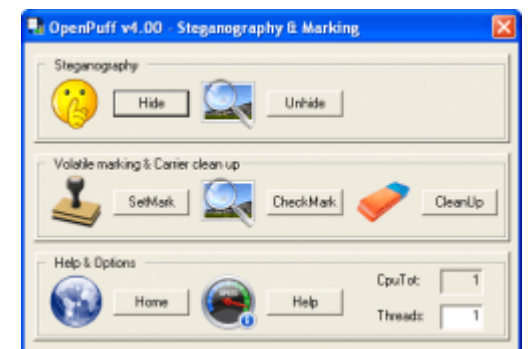 OpenPuff v4.00 - Steganography & Marking
Steganography
Hide
Unhide
Volatile marking & Carrier clean up
SetMark
CheckMark
CleanUp
Help & Options
Home
Help
CpuTot:
1
Threads:
1